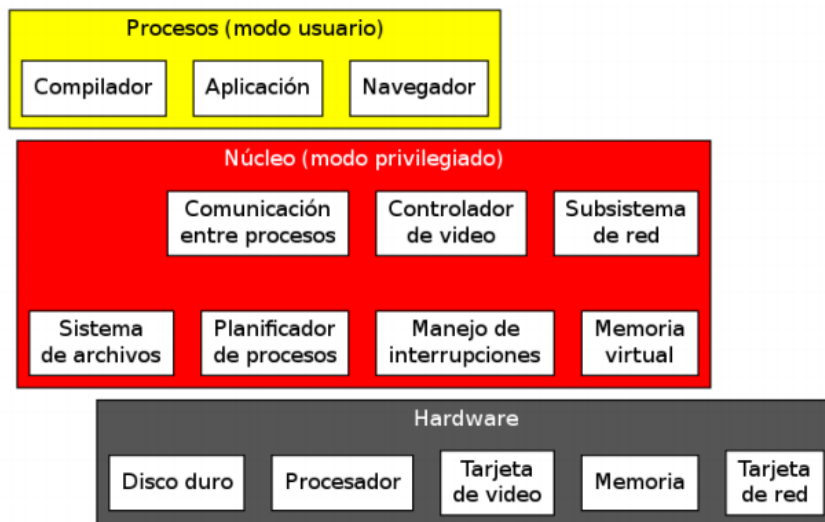 Procesos (modo usuario)
Compilador
Aplicación
Navegador
Núcleo (modo privilegiado)
Comunicación
entre procesos
Controlador
de video
Subsistema
de red
Sistema
de archivos
Planificador
de procesos
Manejo de
interrupciones
Memoria
virtual
Hardware
Disco duro
Procesador
Tarjeta
de video
Memoria
Tarjeta
de red